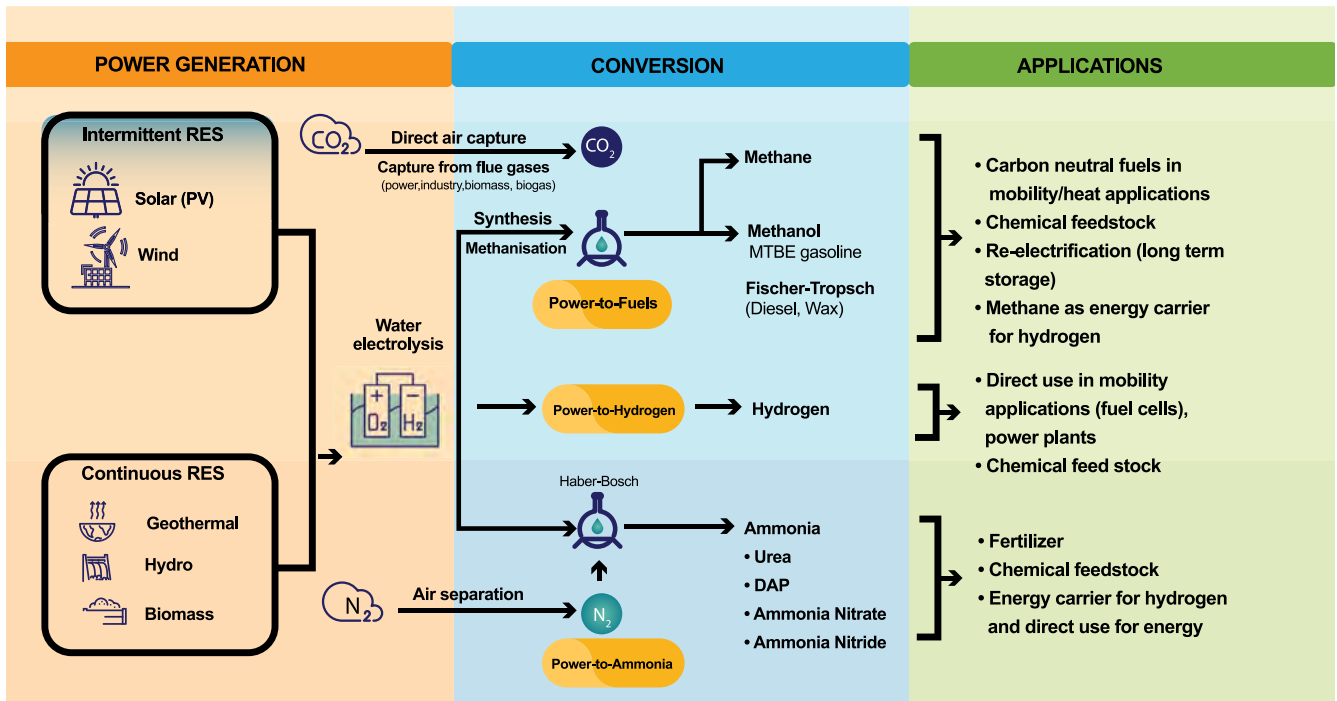 POWER GENERATION
CONVERSION
APPLICATIONS
Intermittent RES
Solar (PV)
Wind
Continuous RES
Geothermal
Hydro
Biomass
CO2
Direct air capture
Capture from flue gases
(power,industry,biomass, biogas)
CO2
Water
electrolysis
+
−
O2
H2
N2
Air separation
Synthesis
Methanisation
Power-to-Fuels
Methane
Methanol
MTBE gasoline
Fischer-Tropsch
(Diesel, Wax)
Power-to-Hydrogen
Hydrogen
Haber-Bosch
N2
Power-to-Ammonia
Ammonia
• Urea
• DAP
• Ammonia Nitrate
• Ammonia Nitride
• Carbon neutral fuels in
mobility/heat applications
• Chemical feedstock
• Re-electrification (long term
storage)
• Methane as energy carrier
for hydrogen
• Direct use in mobility
applications (fuel cells),
power plants
• Chemical feed stock
• Fertilizer
• Chemical feedstock
• Energy carrier for hydrogen
and direct use for energy